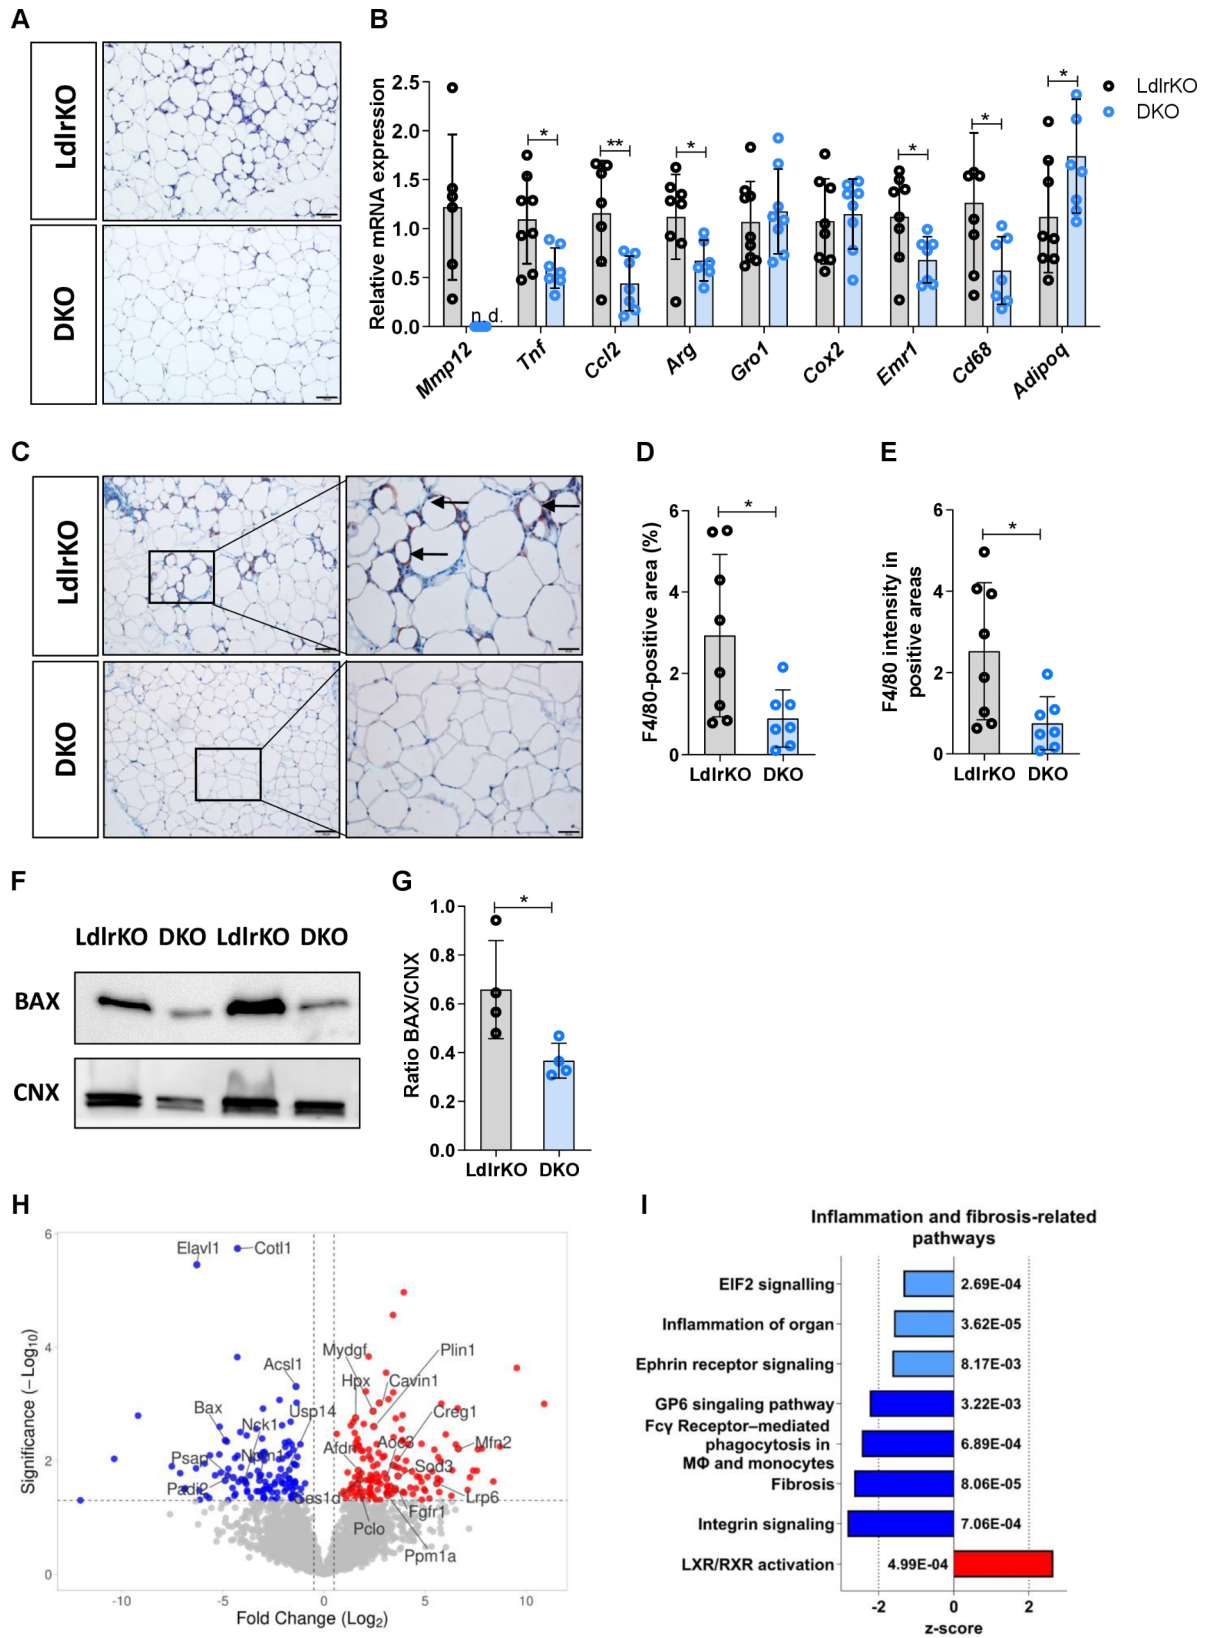 A
LdlrKO
DKO
B
Relative mRNA expression
2.5
2.0
1.5
1.0
0.5
0.0
n.d.
*
**
*
*
*
*
LdlrKO
DKO
Mmp12
Tnf
Ccl2
Arg
Gro1
Cox2
Emr1
Cd68
Adipoq
C
LdlrKO
DKO
D
F4/80-positive area (%)
6
4
2
0
*
LdlrKO DKO
E
F4/80 intensity in
positive areas
6
4
2
0
*
LdlrKO DKO
F
LdlrKO DKO LdlrKO DKO
BAX
CNX
G
Ratio BAX/CNX
1.0
0.8
0.6
0.4
0.2
0.0
*
LdlrKO DKO
H
Significance (−Log10)
6
4
2
0
Elavl1
Cotl1
Acsl1
Mydgf
Plin1
Hpx
Cavin1
Bax
Nck1
Usp14
Creg1
Afdn
Aoc3
Mfn2
Psap
Npm1
Sod3
Padi2
Ces1d
Lrp6
Fgfr1
Pclo
Ppm1a
-10
-5
0
5
10
Fold Change (Log2)
I
Inflammation and fibrosis-related
pathways
EIF2 signalling
2.69E-04
Inflammation of organ
3.62E-05
Ephrin receptor signaling
8.17E-03
GP6 singaling pathway
3.22E-03
Fcγ Receptor–mediated
phagocytosis in
MΦ and monocytes
6.89E-04
Fibrosis
8.06E-05
Integrin signaling
7.06E-04
LXR/RXR activation
4.99E-04
-2
0
2
z-score